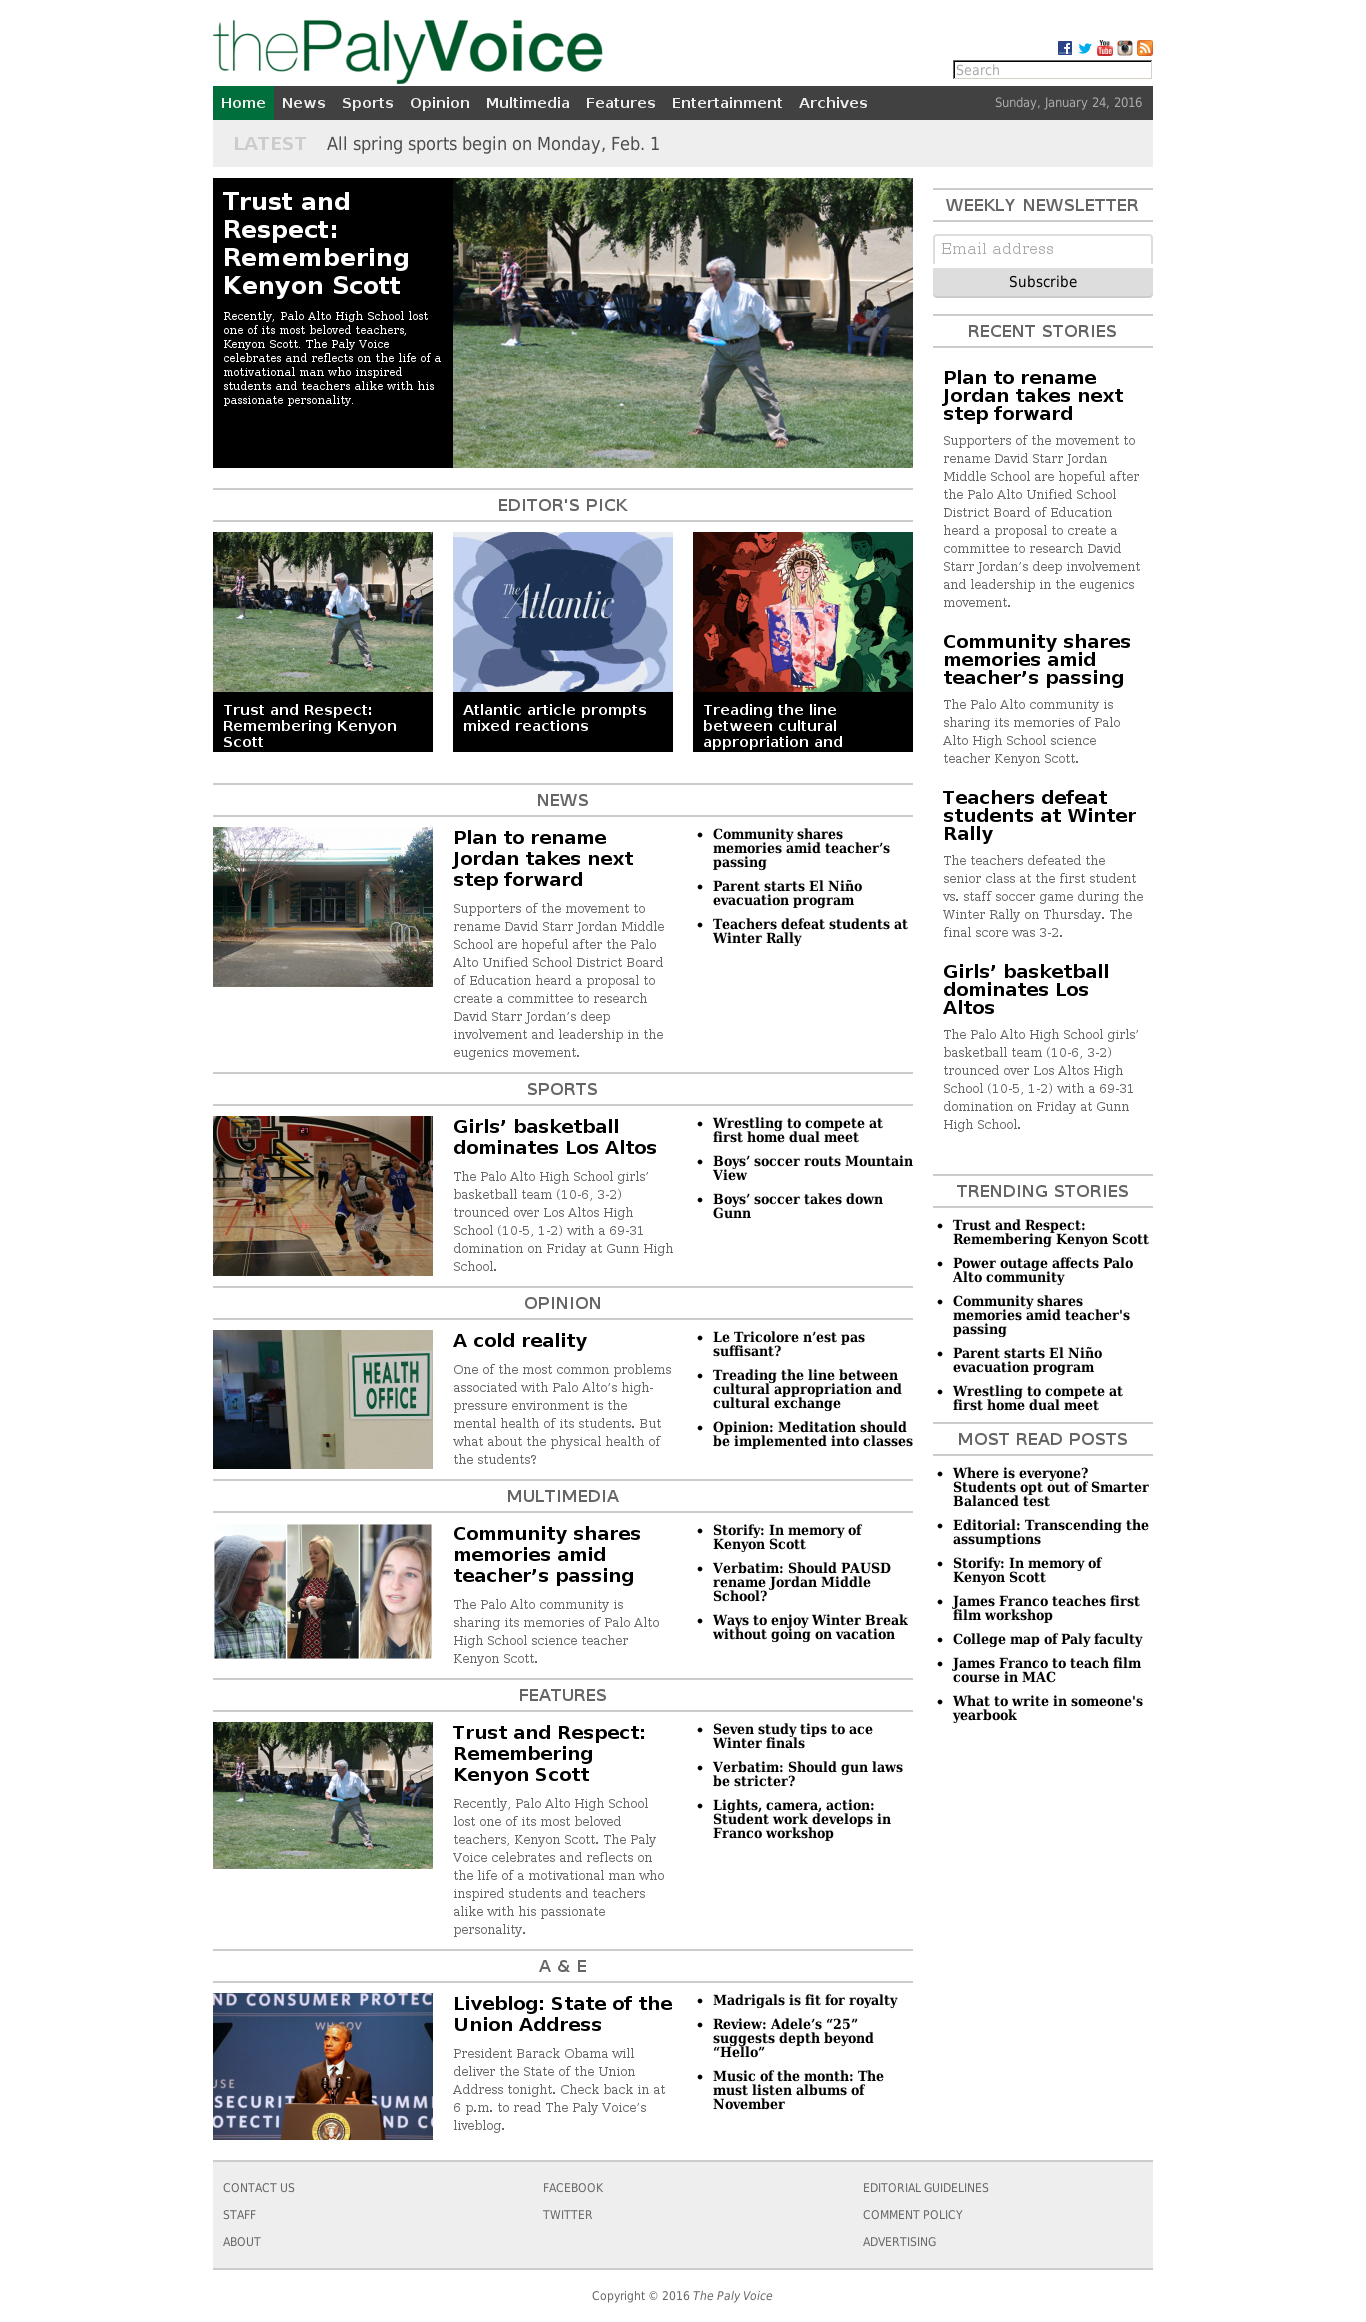 thePalyVoice
Search
Home News Sports Opinion Multimedia Features Entertainment Archives
Sunday, January 24, 2016
LATEST All spring sports begin on Monday, Feb. 1
Trust and
Respect:
Remembering
Kenyon Scott
Recently, Palo Alto High School lost
one of its most beloved teachers,
Kenyon Scott. The Paly Voice
celebrates and reflects on the life of a
motivational man who inspired
students and teachers alike with his
passionate personality.
EDITOR'S PICK
The Atlantic
Trust and Respect:
Remembering Kenyon
Scott
Atlantic article prompts
mixed reactions
Treading the line
between cultural
appropriation and
NEWS
Plan to rename
Jordan takes next
step forward
Supporters of the movement to
rename David Starr Jordan Middle
School are hopeful after the Palo
Alto Unified School District Board
of Education heard a proposal to
create a committee to research
David Starr Jordan’s deep
involvement and leadership in the
eugenics movement.
Community shares
memories amid teacher’s
passing
Parent starts El Niño
evacuation program
Teachers defeat students at
Winter Rally
SPORTS
Girls’ basketball
dominates Los Altos
The Palo Alto High School girls’
basketball team (10-6, 3-2)
trounced over Los Altos High
School (10-5, 1-2) with a 69-31
domination on Friday at Gunn High
School.
Wrestling to compete at
first home dual meet
Boys’ soccer routs Mountain
View
Boys’ soccer takes down
Gunn
OPINION
HEALTH
OFFICE
A cold reality
One of the most common problems
associated with Palo Alto’s high-
pressure environment is the
mental health of its students. But
what about the physical health of
the students?
Le Tricolore n’est pas
suffisant?
Treading the line between
cultural appropriation and
cultural exchange
Opinion: Meditation should
be implemented into classes
MULTIMEDIA
Community shares
memories amid
teacher’s passing
The Palo Alto community is
sharing its memories of Palo Alto
High School science teacher
Kenyon Scott.
Storify: In memory of
Kenyon Scott
Verbatim: Should PAUSD
rename Jordan Middle
School?
Ways to enjoy Winter Break
without going on vacation
FEATURES
Trust and Respect:
Remembering
Kenyon Scott
Recently, Palo Alto High School
lost one of its most beloved
teachers, Kenyon Scott. The Paly
Voice celebrates and reflects on
the life of a motivational man who
inspired students and teachers
alike with his passionate
personality.
Seven study tips to ace
Winter finals
Verbatim: Should gun laws
be stricter?
Lights, camera, action:
Student work develops in
Franco workshop
A & E
ND CONSUMER PROTEC
WH.GOV
USE
SECURIT SUMM
OTECTI ND CO
Liveblog: State of the
Union Address
President Barack Obama will
deliver the State of the Union
Address tonight. Check back in at
6 p.m. to read The Paly Voice’s
liveblog.
Madrigals is fit for royalty
Review: Adele’s “25”
suggests depth beyond
“Hello”
Music of the month: The
must listen albums of
November
WEEKLY NEWSLETTER
Email address
Subscribe
RECENT STORIES
Plan to rename
Jordan takes next
step forward
Supporters of the movement to
rename David Starr Jordan
Middle School are hopeful after
the Palo Alto Unified School
District Board of Education
heard a proposal to create a
committee to research David
Starr Jordan’s deep involvement
and leadership in the eugenics
movement.
Community shares
memories amid
teacher’s passing
The Palo Alto community is
sharing its memories of Palo
Alto High School science
teacher Kenyon Scott.
Teachers defeat
students at Winter
Rally
The teachers defeated the
senior class at the first student
vs. staff soccer game during the
Winter Rally on Thursday. The
final score was 3-2.
Girls’ basketball
dominates Los
Altos
The Palo Alto High School girls’
basketball team (10-6, 3-2)
trounced over Los Altos High
School (10-5, 1-2) with a 69-31
domination on Friday at Gunn
High School.
TRENDING STORIES
Trust and Respect:
Remembering Kenyon Scott
Power outage affects Palo
Alto community
Community shares
memories amid teacher's
passing
Parent starts El Niño
evacuation program
Wrestling to compete at
first home dual meet
MOST READ POSTS
Where is everyone?
Students opt out of Smarter
Balanced test
Editorial: Transcending the
assumptions
Storify: In memory of
Kenyon Scott
James Franco teaches first
film workshop
College map of Paly faculty
James Franco to teach film
course in MAC
What to write in someone's
yearbook
CONTACT US
STAFF
ABOUT
FACEBOOK
TWITTER
EDITORIAL GUIDELINES
COMMENT POLICY
ADVERTISING
Copyright © 2016 The Paly Voice